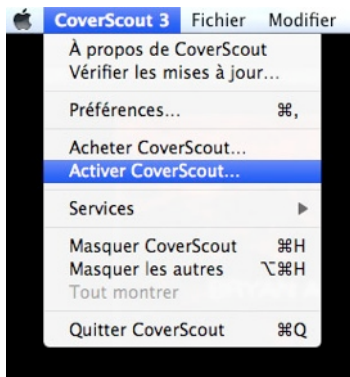 CoverScout 3 Fichier Modifier
À propos de CoverScout
Vérifier les mises à jour...
Préférences... ⌘,
Acheter CoverScout...
Activer CoverScout...
Services ▶
Masquer CoverScout ⌘H
Masquer les autres ⌥⌘H
Tout montrer
Quitter CoverScout ⌘Q